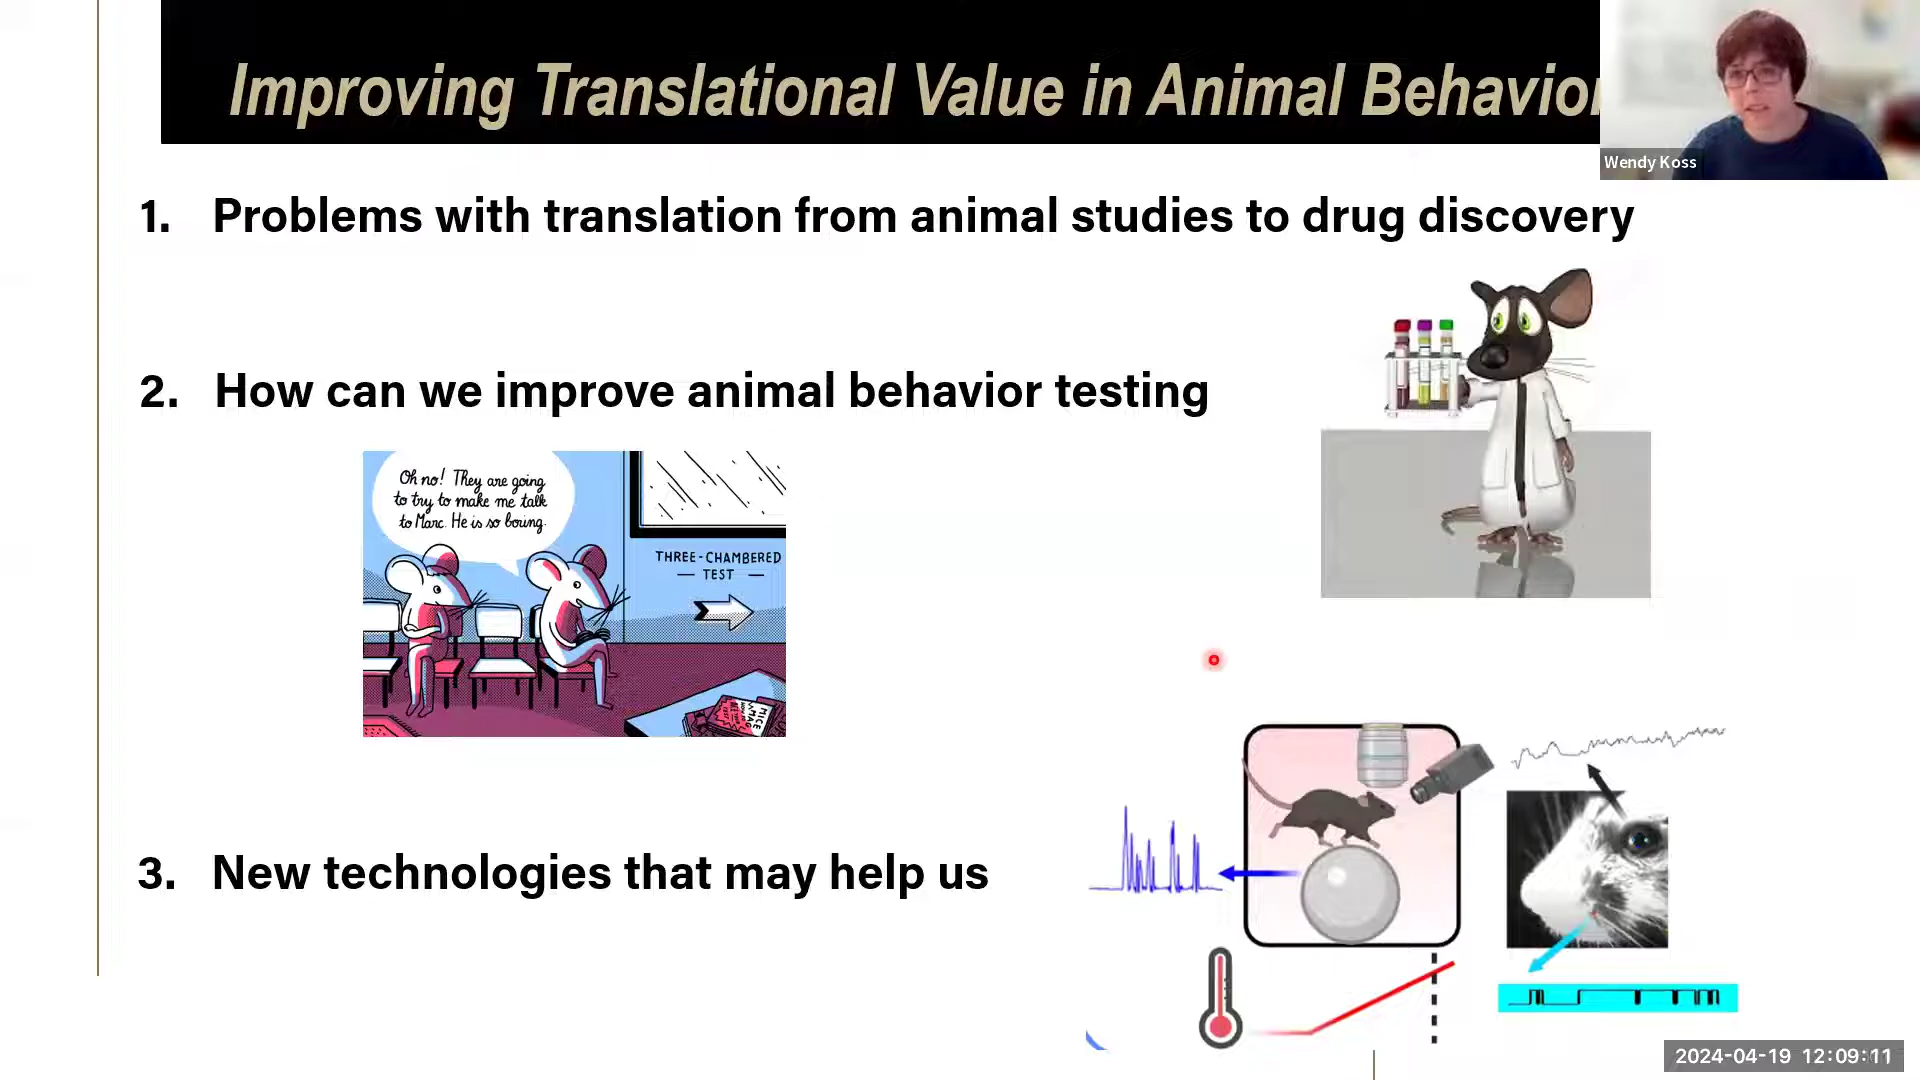 Improving Translational Value in Animal Behavior
Wendy Koss
1. Problems with translation from animal studies to drug discovery
2. How can we improve animal behavior testing
Oh no! They are going
to try to make me talk
to Marc. He is so boring.
THREE-CHAMBERED
— TEST —
MICE
MAG
3. New technologies that may help us
2024-04-19 12:09:11